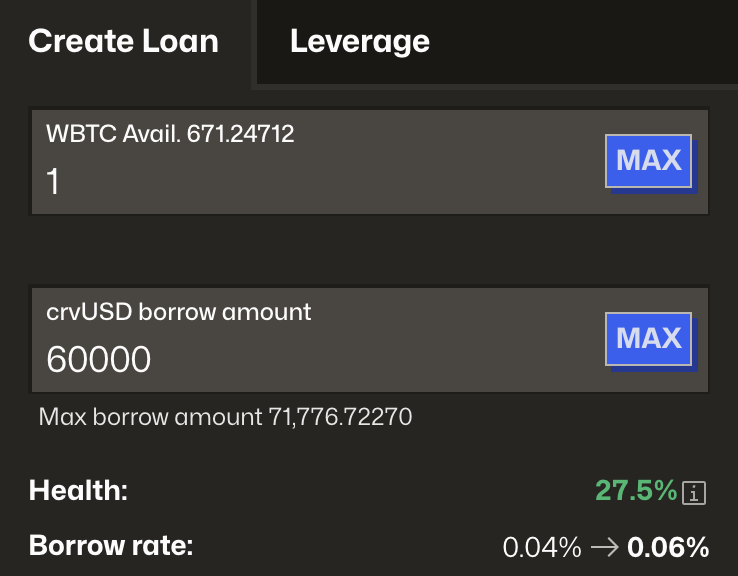 Create Loan Leverage
WBTC Avail. 671.24712
1
MAX
crvUSD borrow amount
60000
MAX
Max borrow amount 71,776.72270
Health: 27.5% i
Borrow rate: 0.04% → 0.06%